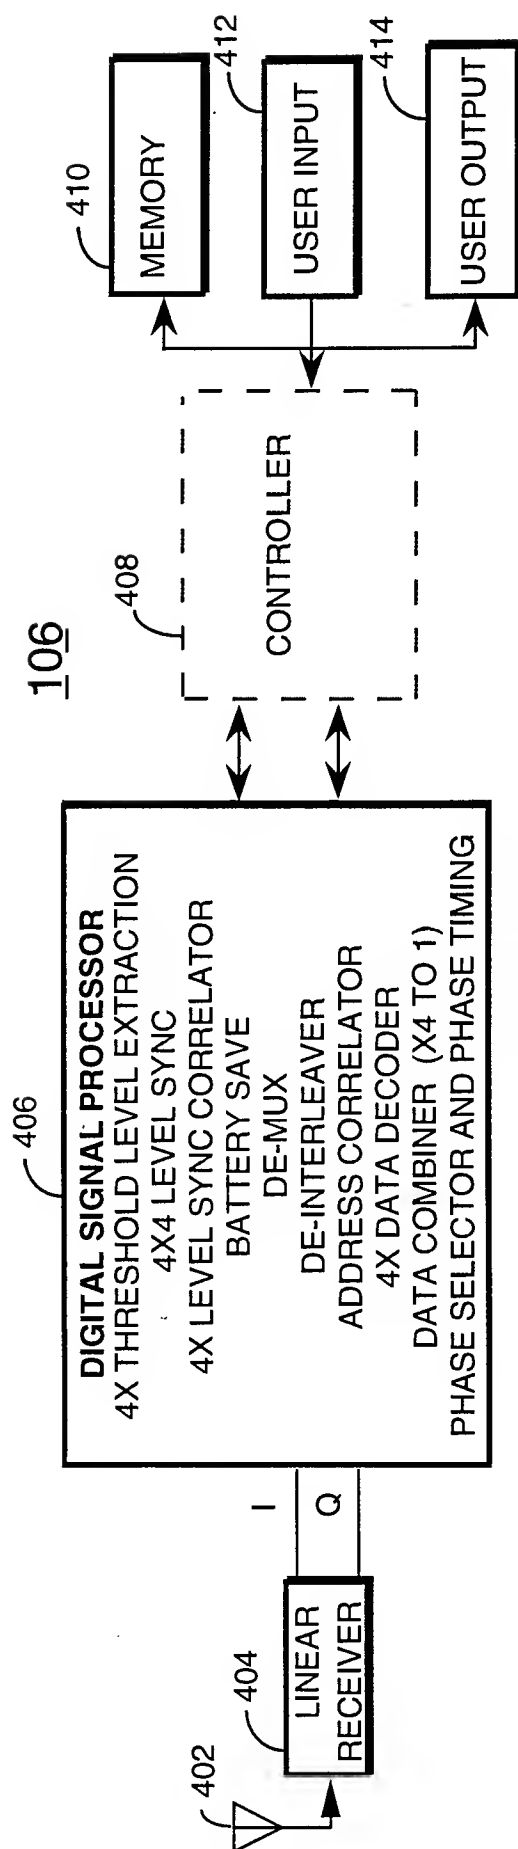 106
402
404
LINEAR
RECEIVER
I
Q
406
DIGITAL SIGNAL PROCESSOR
4X THRESHOLD LEVEL EXTRACTION
4X4 LEVEL SYNC
4X LEVEL SYNC CORRELATOR
BATTERY SAVE
DE-MUX
DE-INTERLEAVER
ADDRESS CORRELATOR
4X DATA DECODER
DATA COMBINER (X4 TO 1)
PHASE SELECTOR AND PHASE TIMING
408
CONTROLLER
410
MEMORY
412
USER INPUT
414
USER OUTPUT